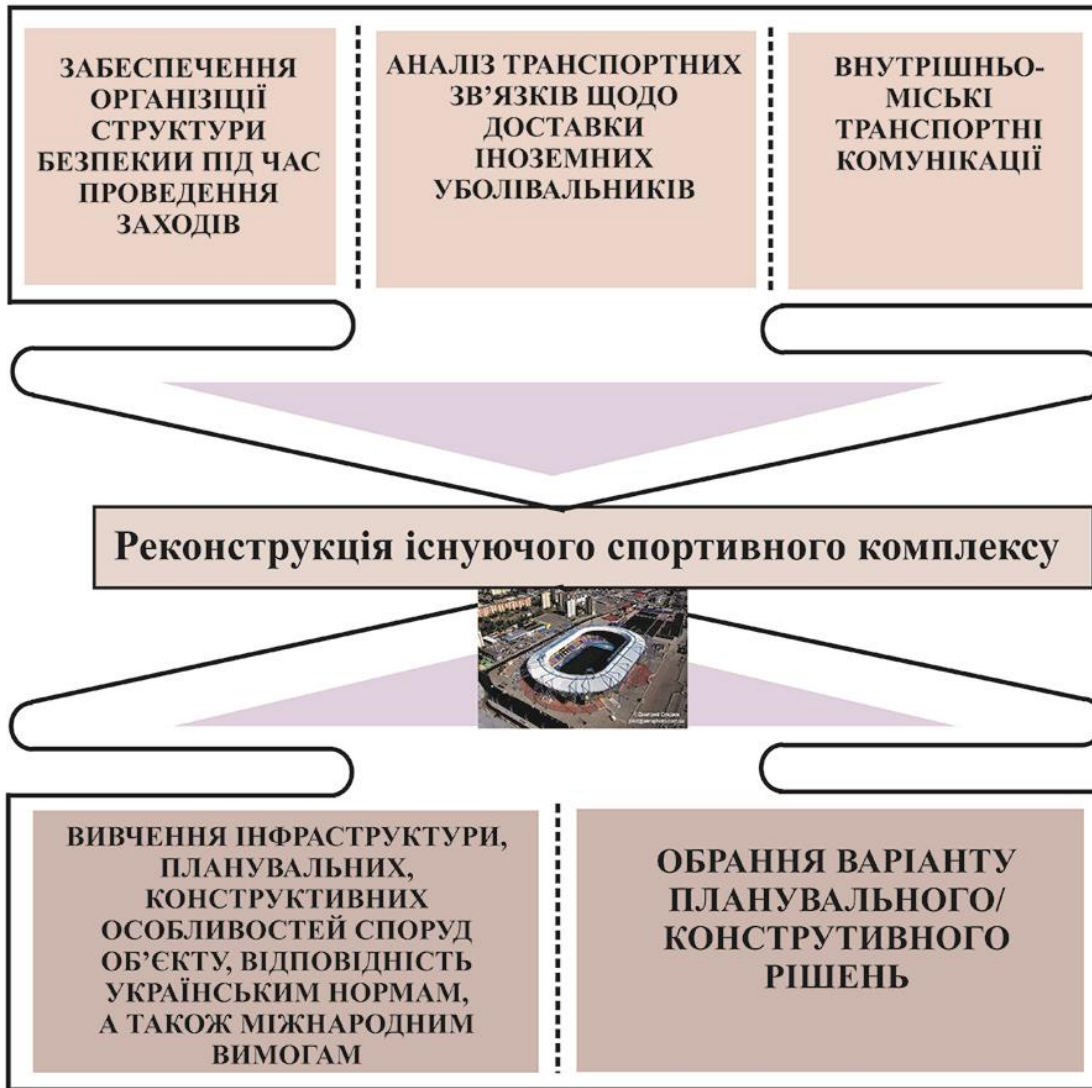 ЗАБЕСПЕЧЕННЯ
ОРГАНІЗІЦІЇ
СТРУКТУРИ
БЕЗПЕКИИ ПІД ЧАС
ПРОВЕДЕННЯ
ЗАХОДІВ
АНАЛІЗ ТРАНСПОРТНИХ
ЗВ’ЯЗКІВ ЩОДО
ДОСТАВКИ
ІНОЗЕМНИХ
УБОЛІВАЛЬНИКІВ
ВНУТРІШНЬО-
МІСЬКІ
ТРАНСПОРТНІ
КОМУНІКАЦІЇ
Реконструкція існуючого спортивного комплексу
ВИВЧЕННЯ ІНФРАСТРУКТУРИ,
ПЛАНУВАЛЬНИХ,
КОНСТРУКТИВНИХ
ОСОБЛИВОСТЕЙ СПОРУД
ОБ’ЄКТУ, ВІДПОВІДНІСТЬ
УКРАЇНСЬКИМ НОРМАМ,
А ТАКОЖ МІЖНАРОДНИМ
ВИМОГАМ
ОБРАННЯ ВАРІАНТУ
ПЛАНУВАЛЬНОГО/
КОНСТРУТИВНОГО
РІШЕНЬ